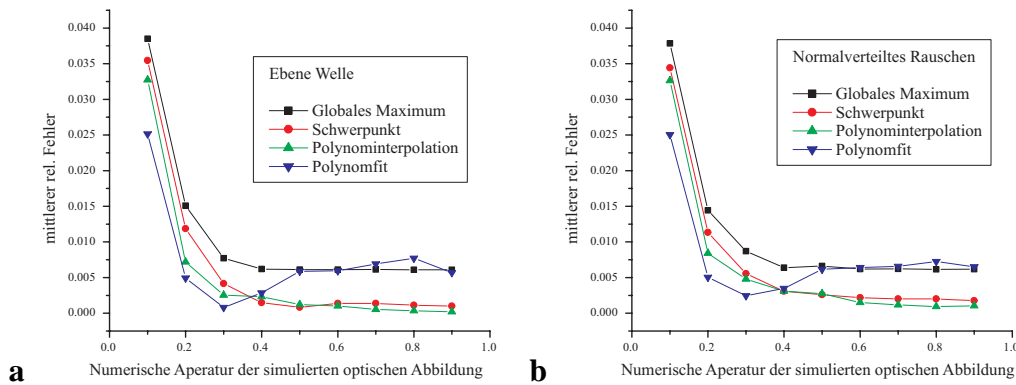 0.040
0.035
0.030
0.025
0.020
0.015
0.010
0.005
0.000
mittlerer rel. Fehler
Ebene Welle
Globales Maximum
Schwerpunkt
Polynominterpolation
Polynomfit
0.0 0.2 0.4 0.6 0.8 1.0
Numerische Aperatur der simulierten optischen Abbildung
a
0.040
0.035
0.030
0.025
0.020
0.015
0.010
0.005
0.000
mittlerer rel. Fehler
Normalverteiltes Rauschen
Globales Maximum
Schwerpunkt
Polynominterpolation
Polynomfit
0.0 0.2 0.4 0.6 0.8 1.0
Numerische Aperatur der simulierten optischen Abbildung
b